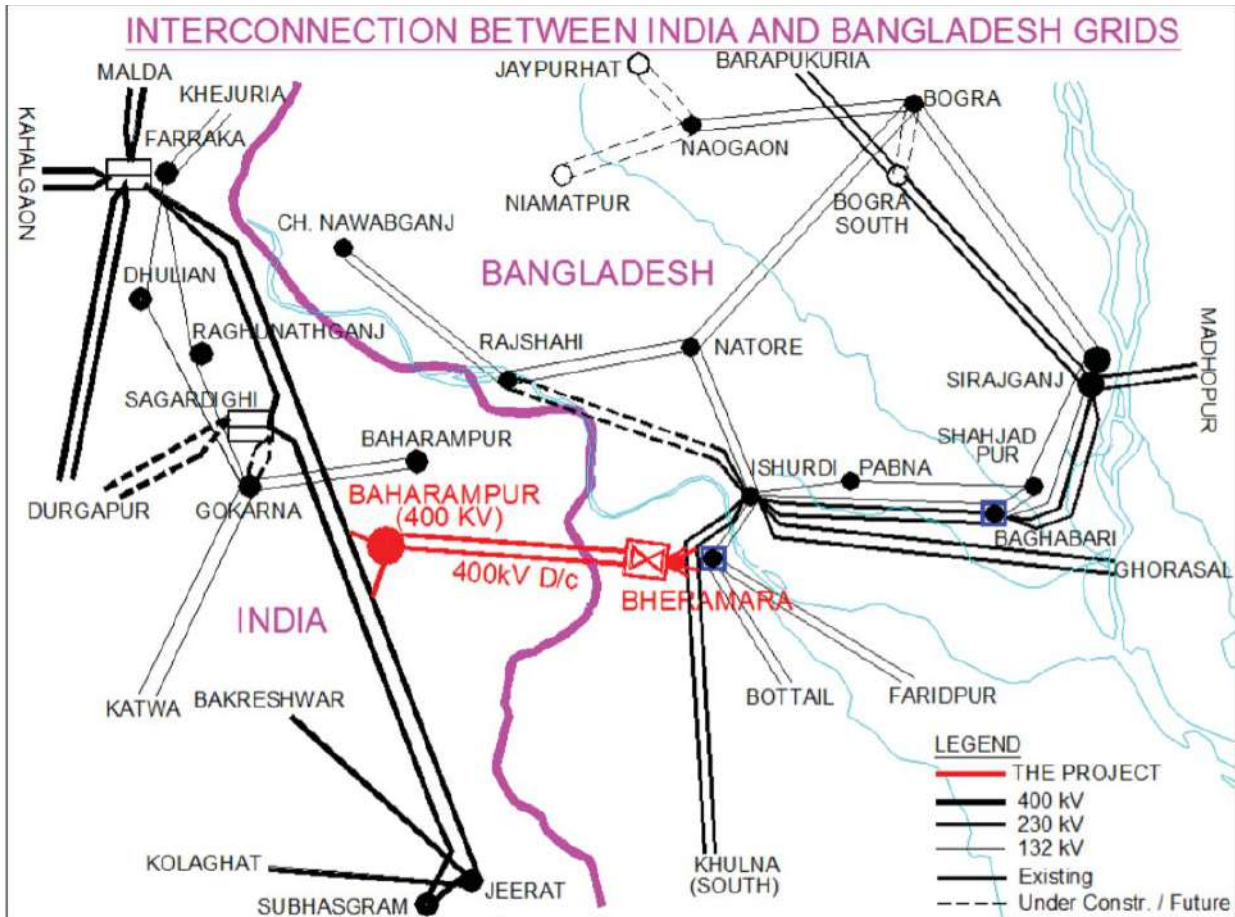 INTERCONNECTION BETWEEN INDIA AND BANGLADESH GRIDS
MALDA
KHEJURIA
FARRAKA
KAHALGAON
JAYPURHAT
BARAPUKURIA
BOGRA
NAOGAON
NIAMATPUR
BOGRA
SOUTH
CH. NAWABGANJ
BANGLADESH
DHULIAN
RAGHUNATHGANJ
RAJSHAHI
NATORE
SIRAJGANJ
MADHOPUR
SAGARDIGHI
BAHARAMPUR
ISHURDI
PABNA
SHAHJAD
PUR
DURGAPUR
GOKARNA
BAHARAMPUR
(400 KV)
BAGHABARI
400kV D/c
GHORASAL
BHERAMARA
INDIA
KATWA
BAKRESHWAR
BOTTAIL
FARIDPUR
KOLAGHAT
JEERAT
SUBHASGRAM
KHULNA
(SOUTH)
LEGEND
THE PROJECT
400 kV
230 kV
132 kV
Existing
Under Constr. / Future